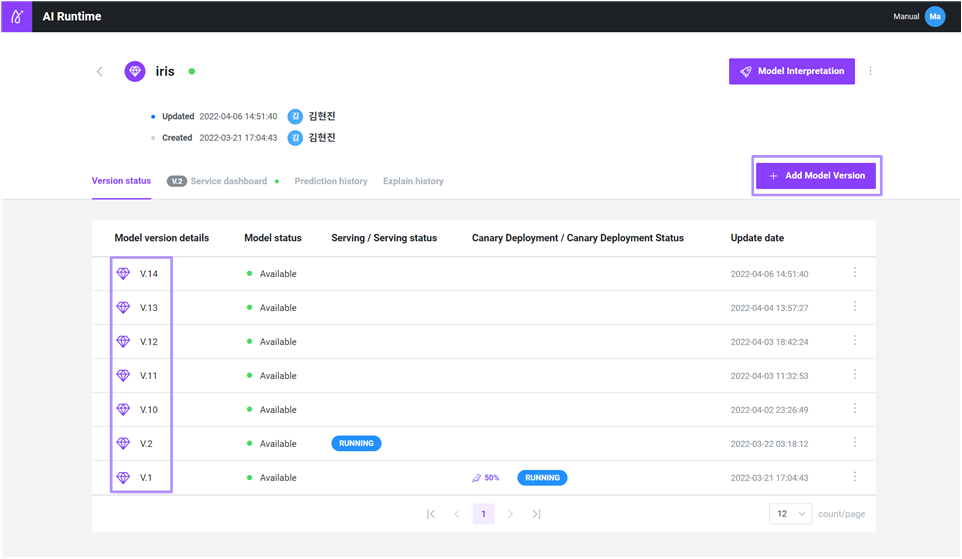 AI Runtime
Manual Ma
iris
Model Interpretation
Updated 2022-04-06 14:51:40 김 김현진
Created 2022-03-21 17:04:43 김 김현진
Version status V.2 Service dashboard Prediction history Explain history
+ Add Model Version
Model version details Model status Serving / Serving status Canary Deployment / Canary Deployment Status Update date
V.14 Available 2022-04-06 14:51:40
V.13 Available 2022-04-04 13:57:27
V.12 Available 2022-04-03 18:42:24
V.11 Available 2022-04-03 11:32:53
V.10 Available 2022-04-02 23:26:49
V.2 Available RUNNING 2022-03-22 03:18:12
V.1 Available 50% RUNNING 2022-03-21 17:04:43
1 12 count/page